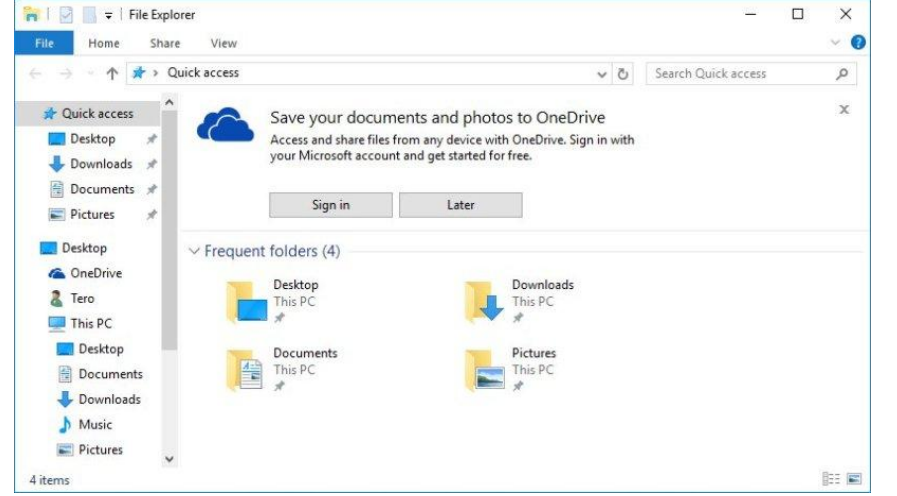 File Explorer
File Home Share View
Quick access
Search Quick access
Quick access
Desktop
Downloads
Documents
Pictures
Desktop
OneDrive
Tero
This PC
Desktop
Documents
Downloads
Music
Pictures
Save your documents and photos to OneDrive
Access and share files from any device with OneDrive. Sign in with
your Microsoft account and get started for free.
Sign in Later
Frequent folders (4)
Desktop
This PC
Downloads
This PC
Documents
This PC
Pictures
This PC
4 items